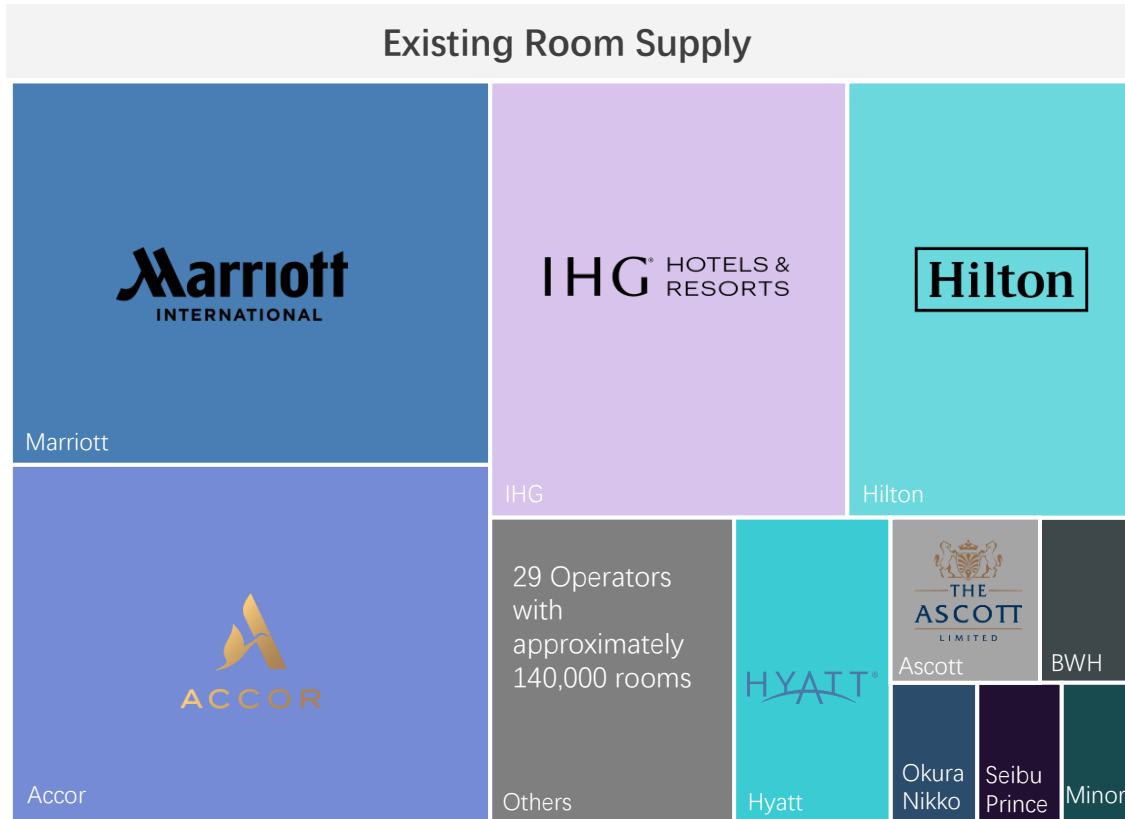 Existing Room Supply
Marriott
INTERNATIONAL
Marriott
IHG® HOTELS &
RESORTS
IHG
Hilton
Hilton
ACCOR
Accor
29 Operators
with
approximately
140,000 rooms
Others
HYATT®
Hyatt
THE
ASCOTT
LIMITED
Ascott
BWH
Okura
Nikko
Seibu
Prince
Minor